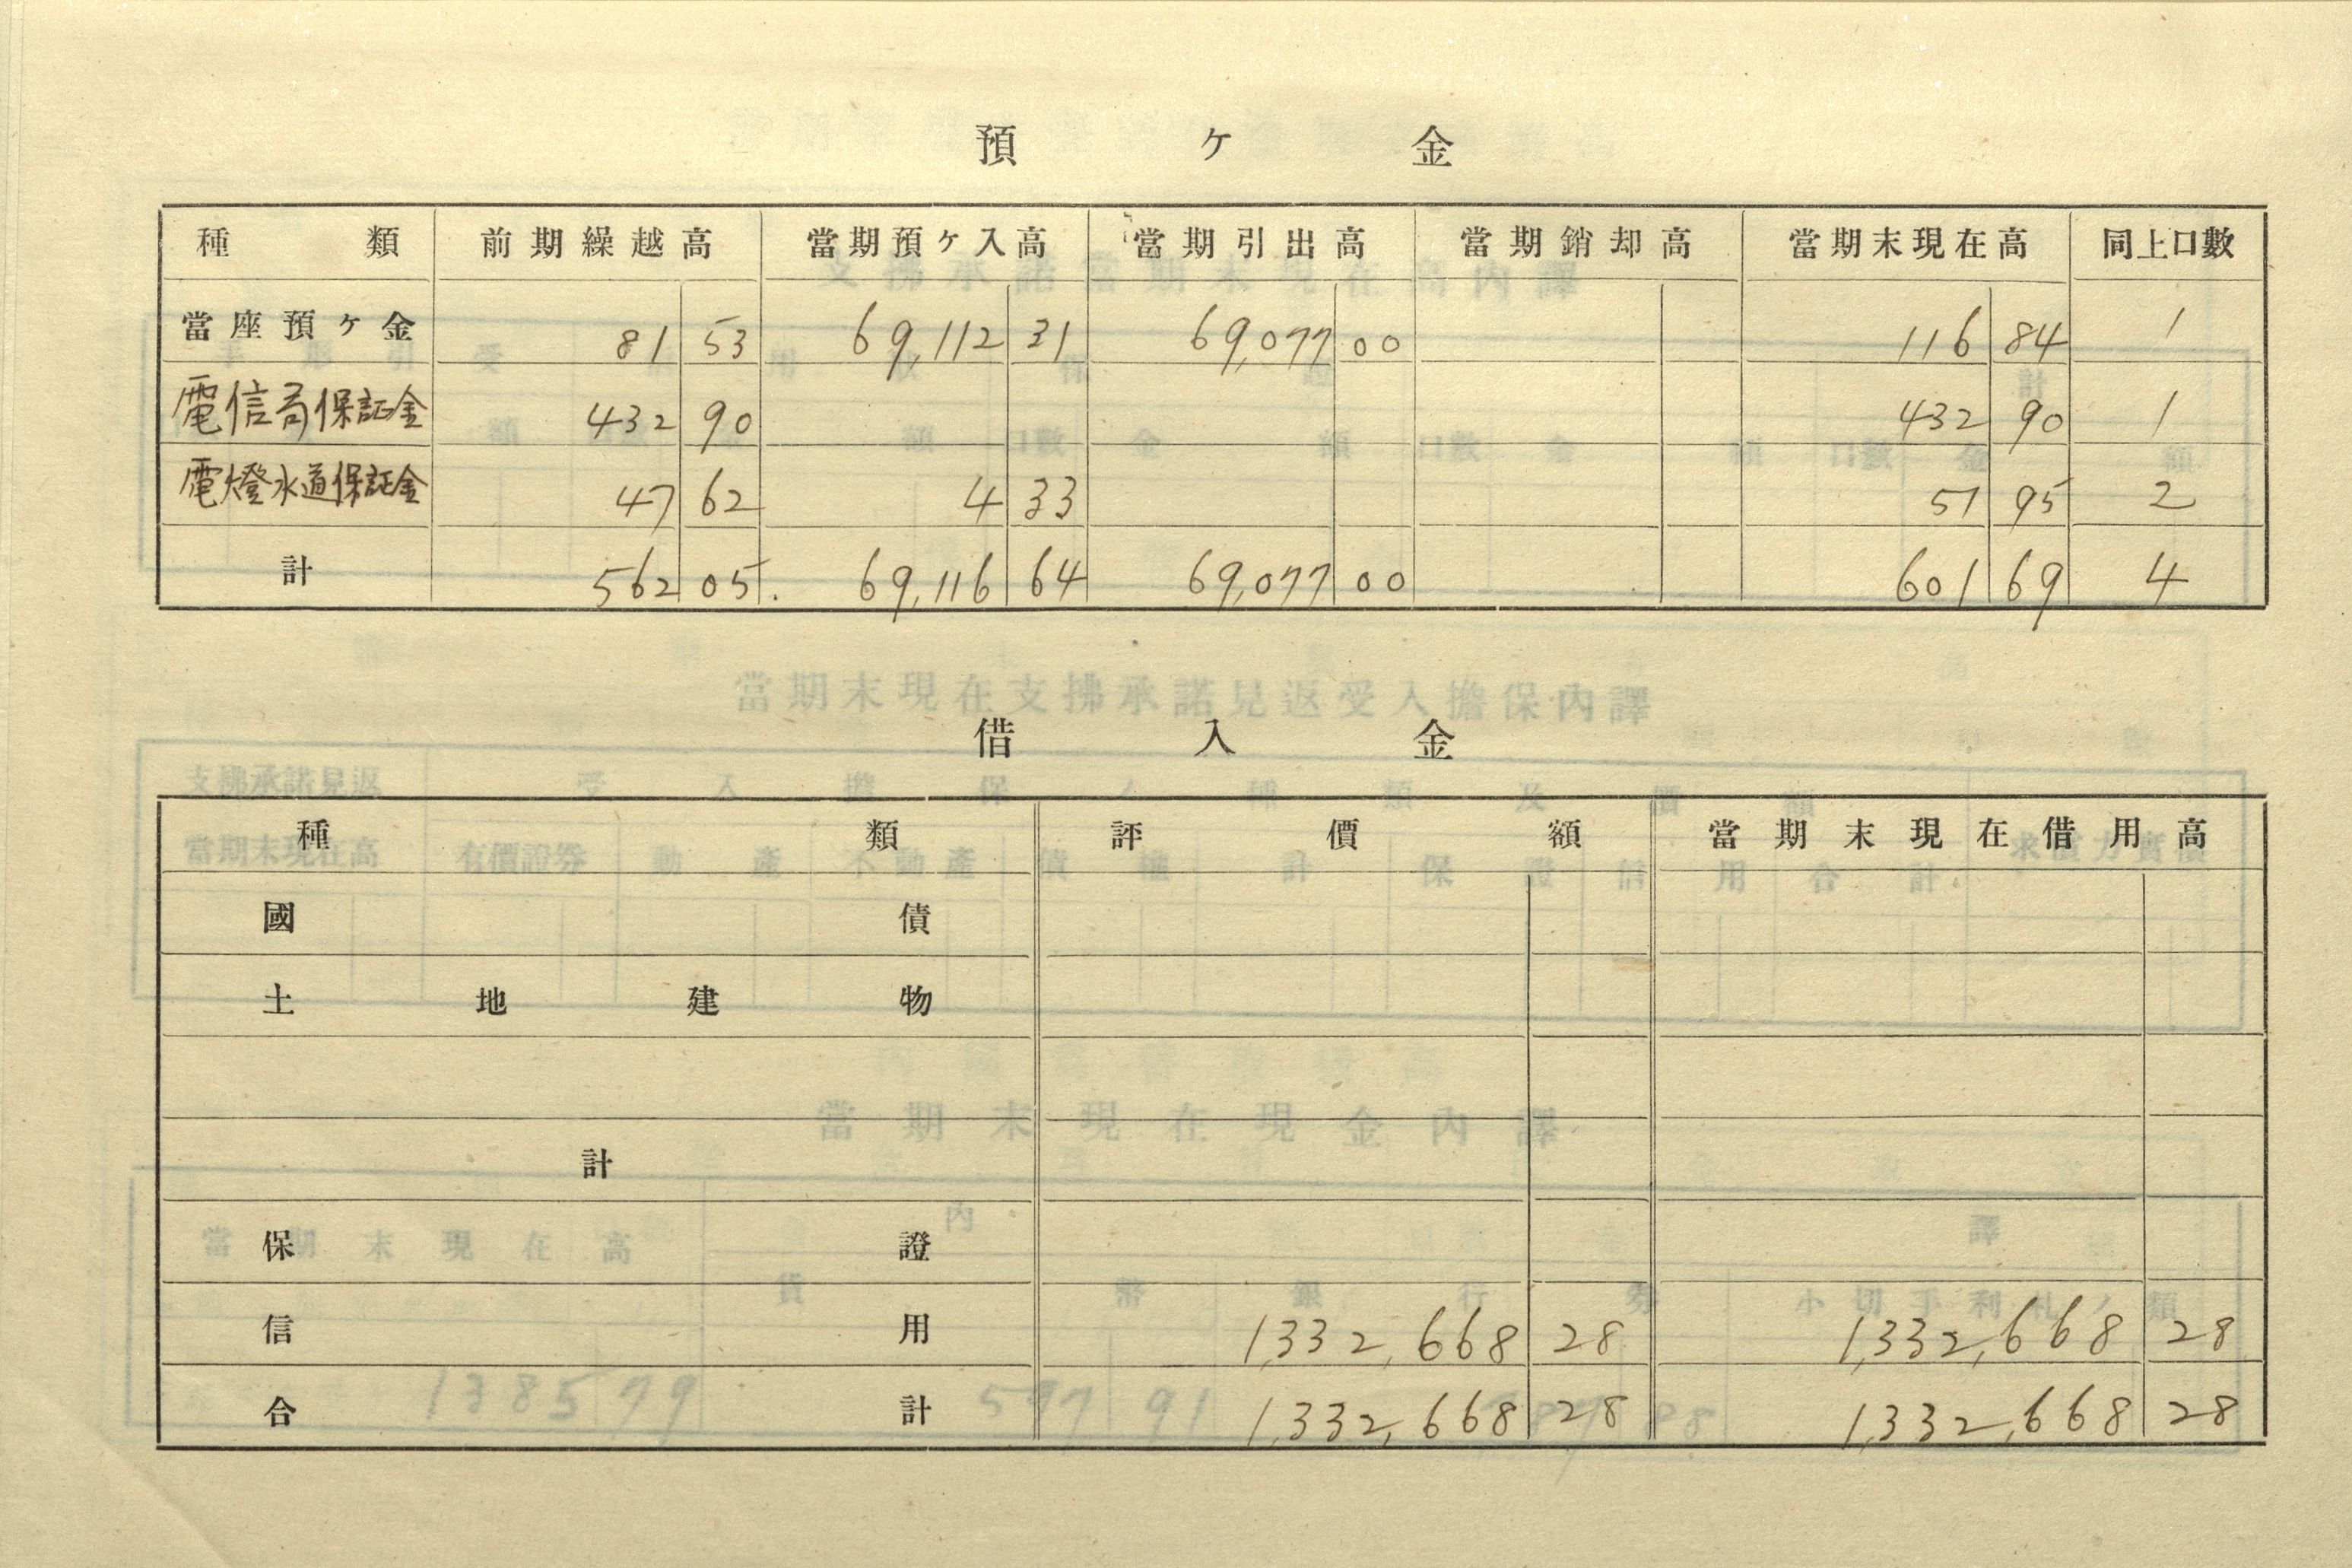 預ケ金
種類 前期繰越高 當期預ケ入高 當期引出高 當期銷却高 當期末現在高 同上口數
當座預ケ金 81 53 69,112 31 69,077 00 116 84 1
電信局保証金 432 90 432 90 1
電燈水道保証金 47 62 4 33 51 95 2
計 562 05. 69,116 64 69,077 00 601 69 4
借入金
種類 評價額 當期末現在借用高
國債
土地建物
計
保證
信用 1,332,668 28 1,332,668 28
合計 1,332,668 28 1,332,668 28